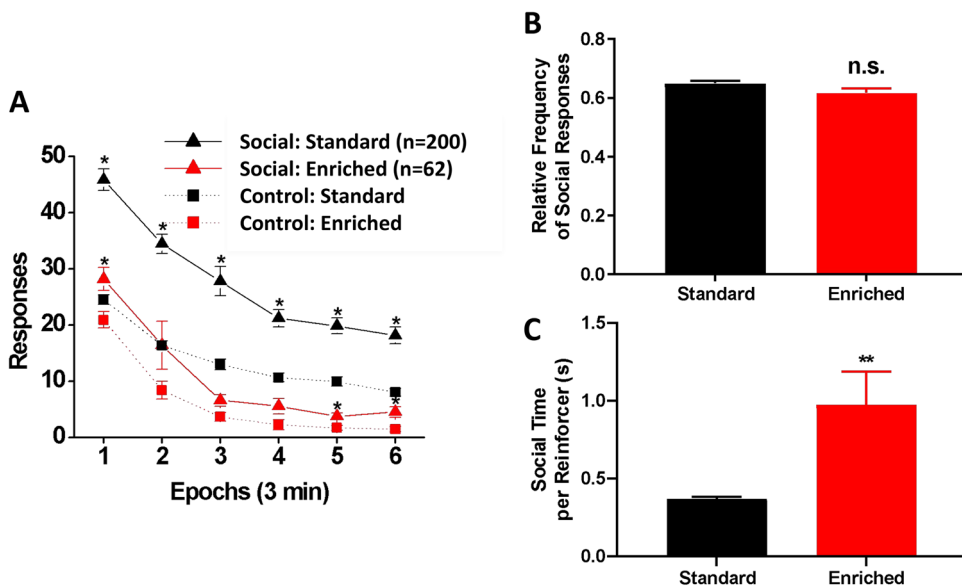 A
Social: Standard (n=200)
Social: Enriched (n=62)
Control: Standard
Control: Enriched
Responses
50
40
30
20
10
0
*
*
*
*
*
*
*
*
*
1 2 3 4 5 6
Epochs (3 min)
B
Relative Frequency
of Social Responses
0.8
0.6
0.4
0.2
0.0
n.s.
Standard Enriched
C
Social Time
per Reinforcer (s)
1.5
1.0
0.5
0.0
**
Standard Enriched